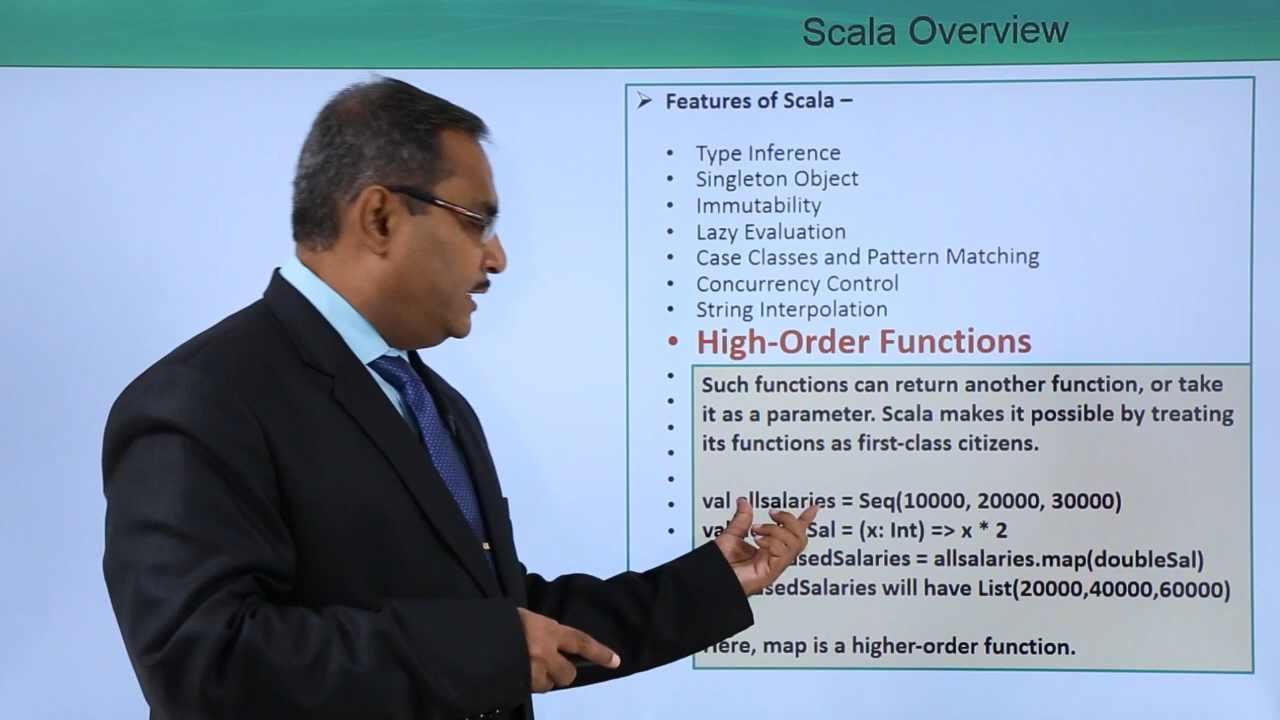 Scala Overview
Features of Scala –
• Type Inference
• Singleton Object
• Immutability
• Lazy Evaluation
• Case Classes and Pattern Matching
• Concurrency Control
• String Interpolation
• High-Order Functions
Such functions can return another function, or take
it as a parameter. Scala makes it possible by treating
its functions as first-class citizens.
val allsalaries = Seq(10000, 20000, 30000)
Sal = (x: Int) => x * 2
sedSalaries = allsalaries.map(doubleSal)
sedSalaries will have List(20000,40000,60000)
Here, map is a higher-order function.